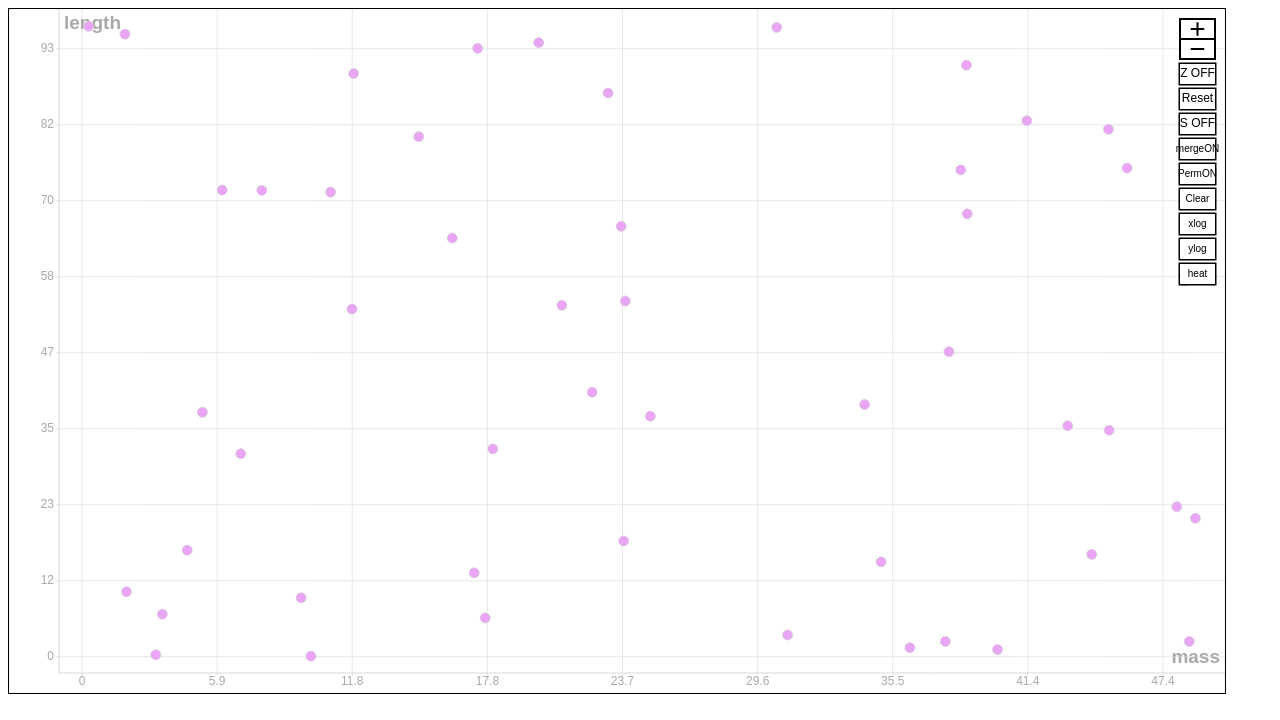 length
93
82
70
58
47
35
23
12
0
0 5.9 11.8 17.8 23.7 29.6 35.5 41.4 47.4
mass
+
−
Z OFF
Reset
S OFF
mergeON
PermON
Clear
xlog
ylog
heat